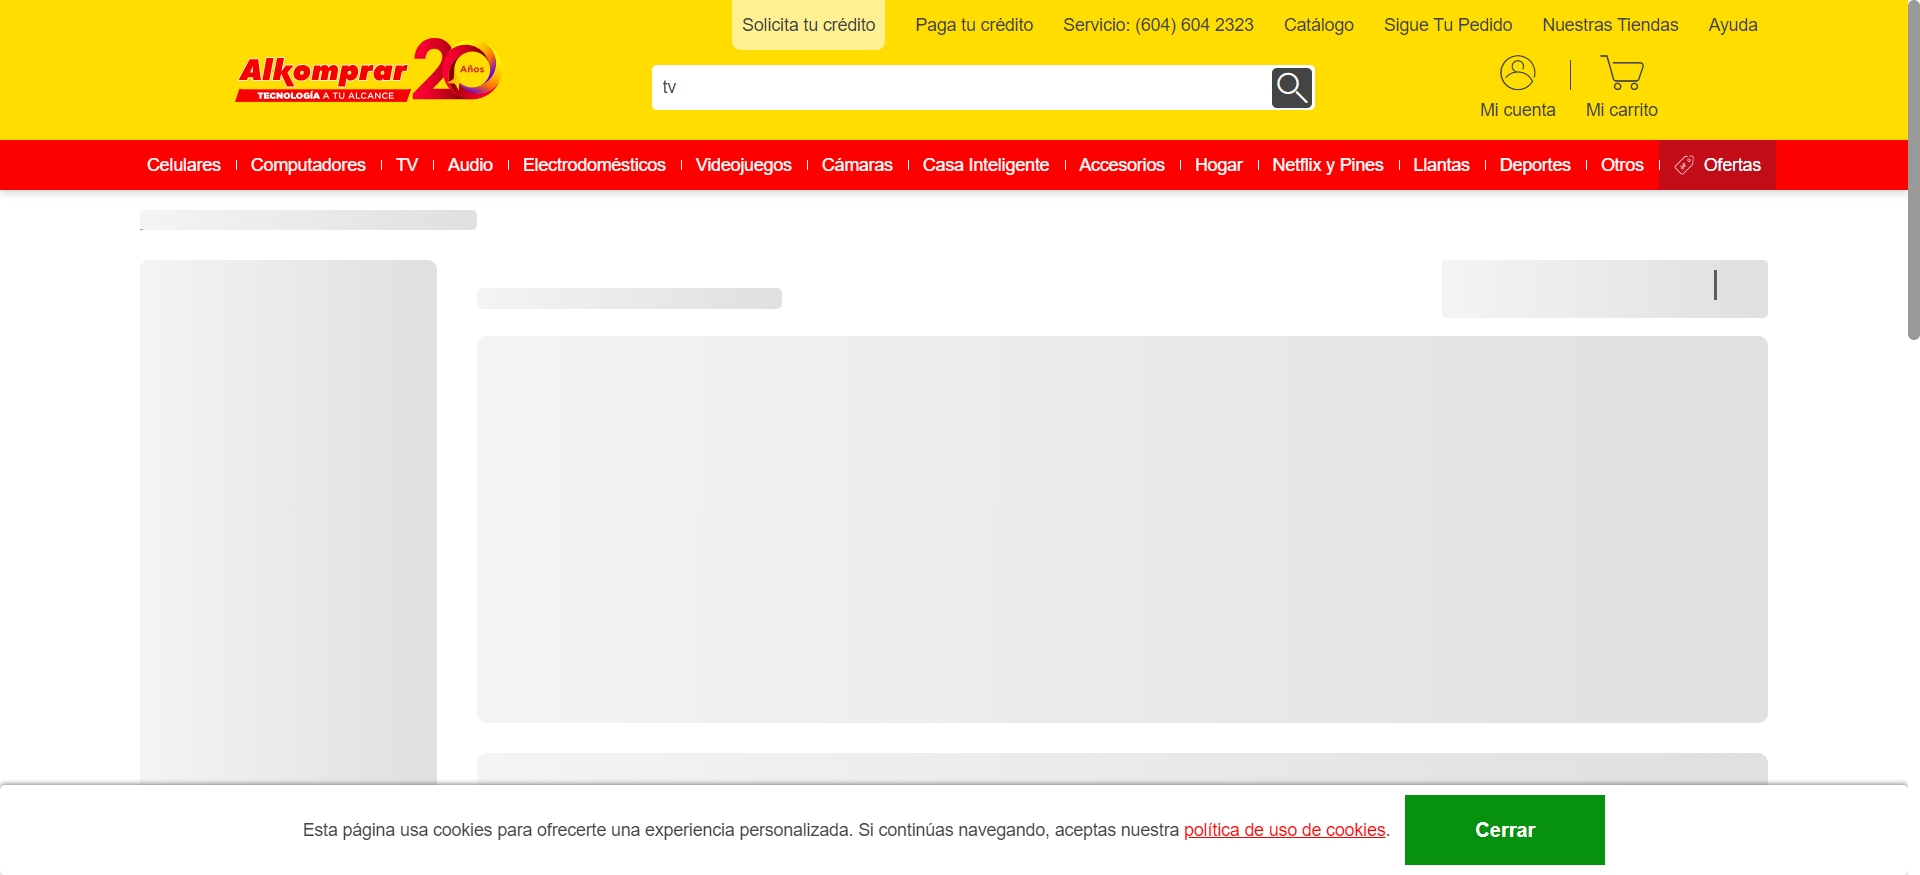 Solicita tu crédito Paga tu crédito Servicio: (604) 604 2323 Catálogo Sigue Tu Pedido Nuestras Tiendas Ayuda
Alkomprar 20 Años
TECNOLOGÍA A TU ALCANCE
tv
Mi cuenta Mi carrito
Celulares Computadores TV Audio Electrodomésticos Videojuegos Cámaras Casa Inteligente Accesorios Hogar Netflix y Pines Llantas Deportes Otros Ofertas
Esta página usa cookies para ofrecerte una experiencia personalizada. Si continúas navegando, aceptas nuestra política de uso de cookies. Cerrar